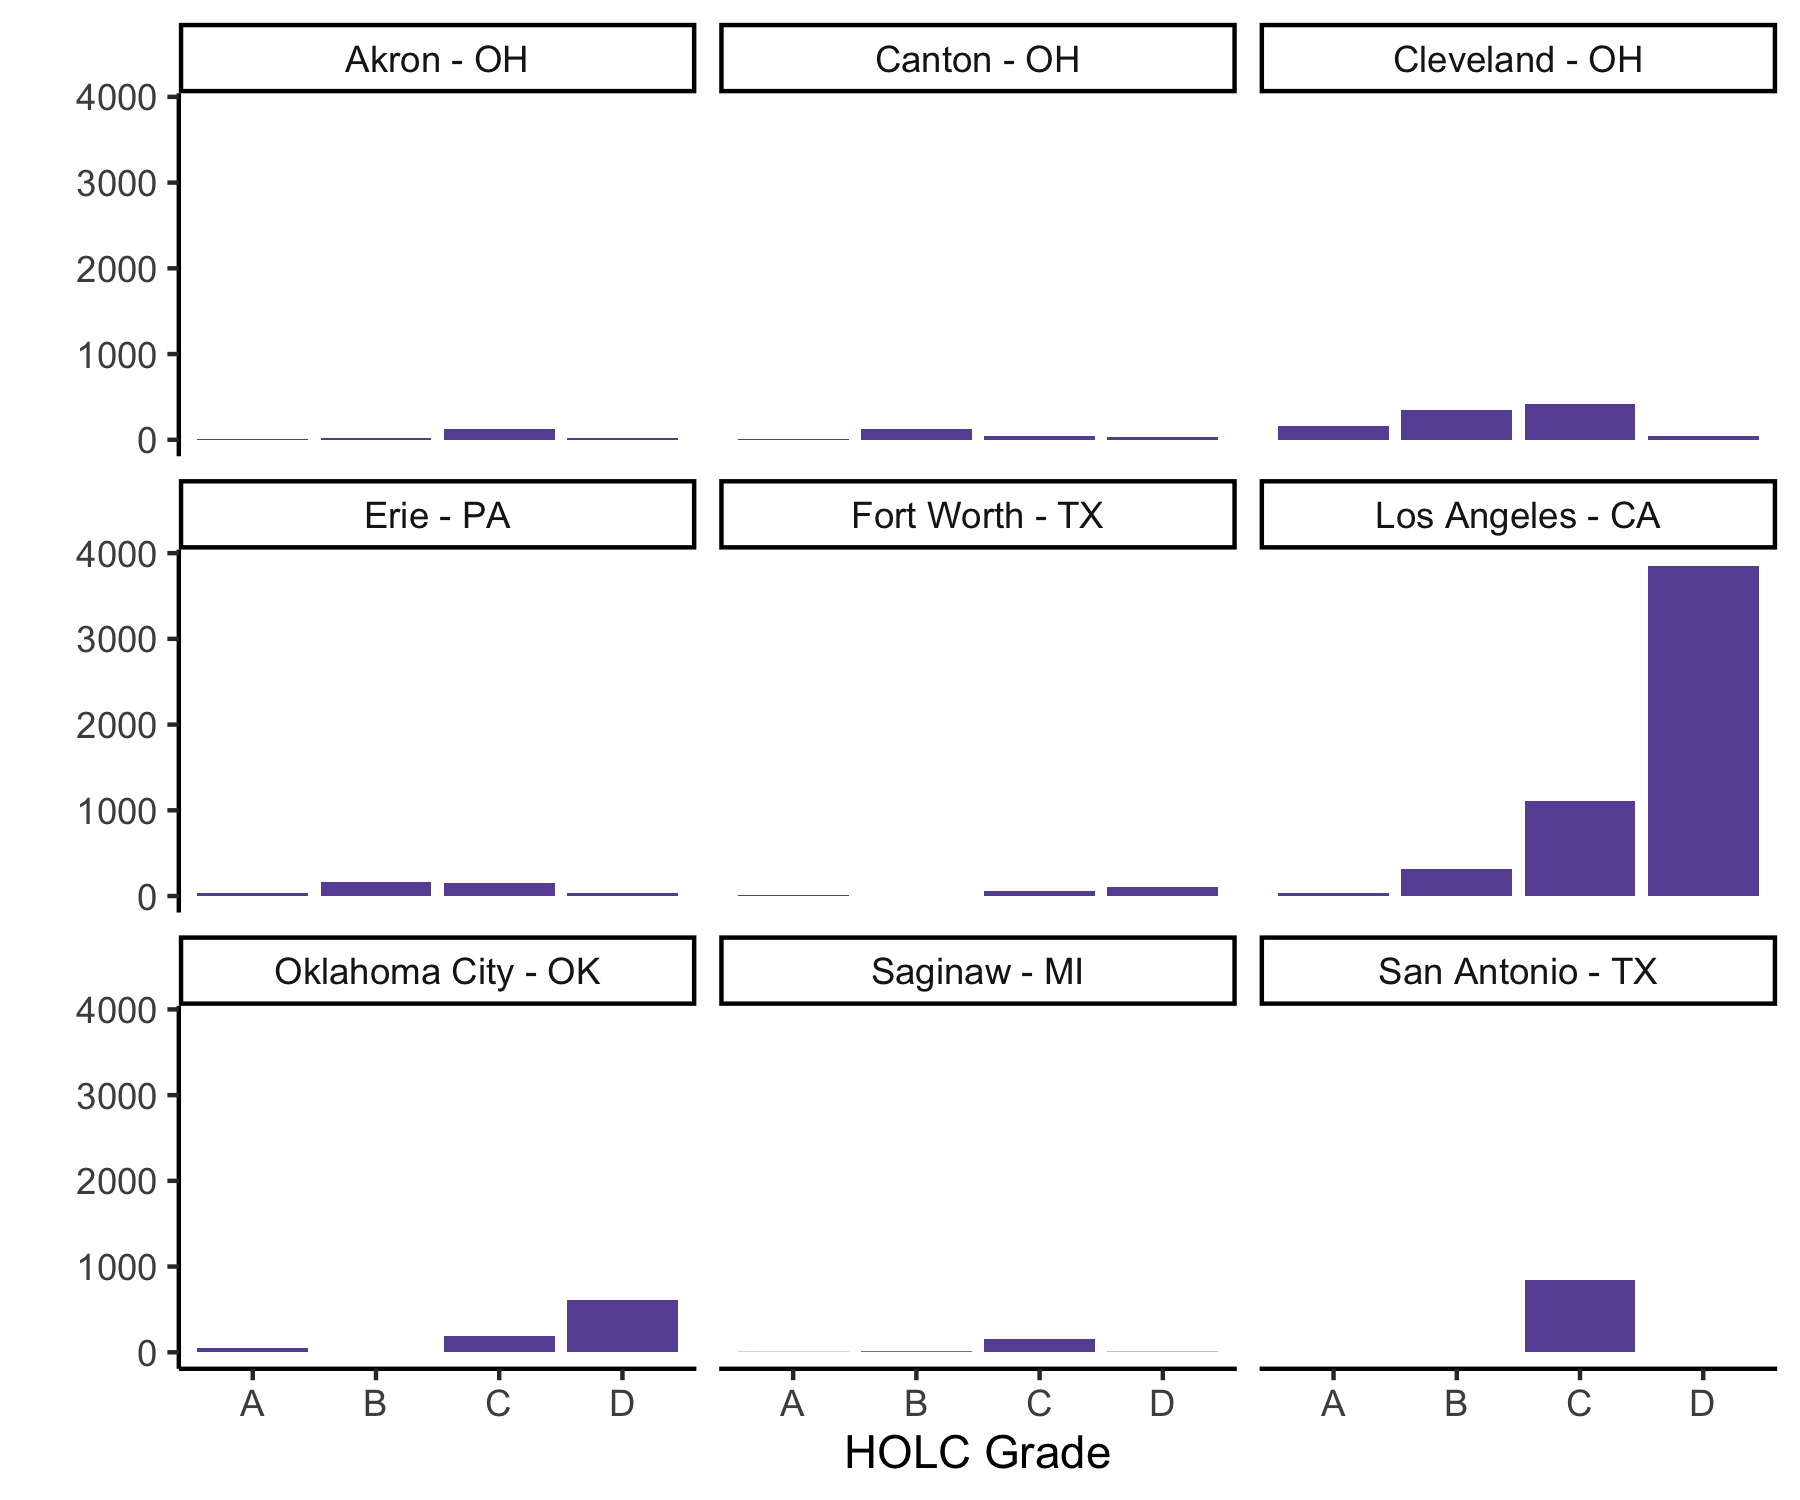 Akron - OH
Canton - OH
Cleveland - OH
4000
3000
2000
1000
0
Erie - PA
Fort Worth - TX
Los Angeles - CA
4000
3000
2000
1000
0
Oklahoma City - OK
Saginaw - MI
San Antonio - TX
4000
3000
2000
1000
0
A B C D
A B C D
A B C D
HOLC Grade